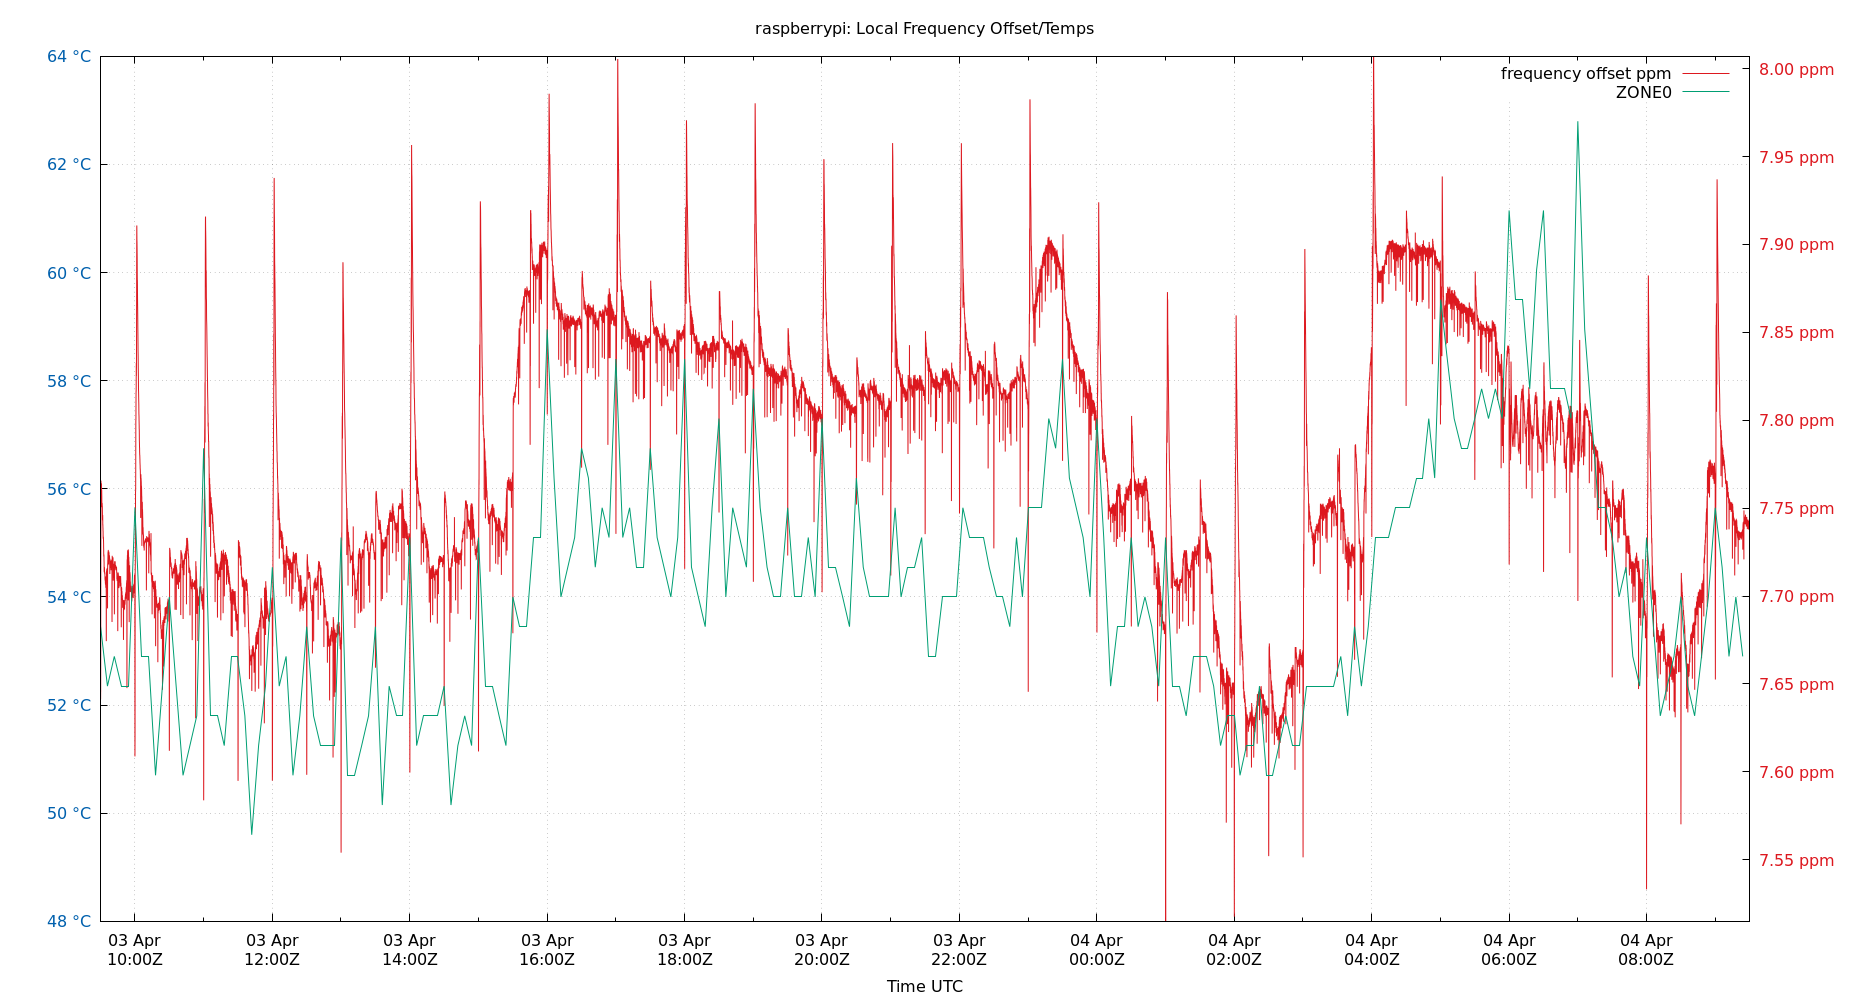 raspberrypi: Local Frequency Offset/Temps
64 °C
62 °C
60 °C
58 °C
56 °C
54 °C
52 °C
50 °C
48 °C
frequency offset ppm
ZONE0
8.00 ppm
7.95 ppm
7.90 ppm
7.85 ppm
7.80 ppm
7.75 ppm
7.70 ppm
7.65 ppm
7.60 ppm
7.55 ppm
03 Apr 03 Apr 03 Apr 03 Apr 03 Apr 03 Apr 03 Apr 04 Apr 04 Apr 04 Apr 04 Apr 04 Apr
10:00Z 12:00Z 14:00Z 16:00Z 18:00Z 20:00Z 22:00Z 00:00Z 02:00Z 04:00Z 06:00Z 08:00Z
Time UTC